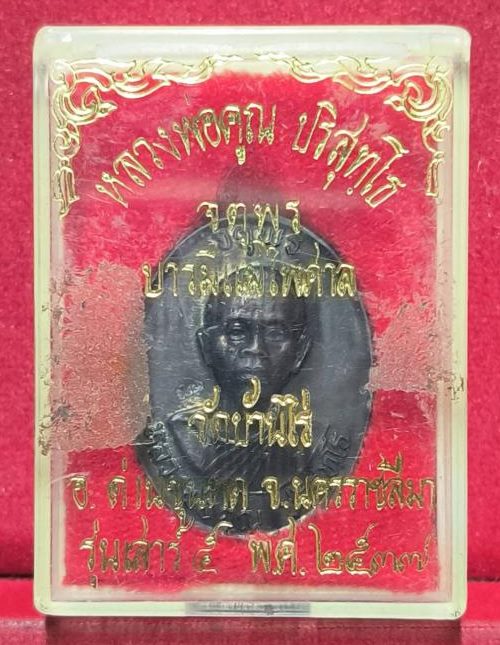 หลวงพ่อคูณ ปริสุทฺโธ
จตุพร
บารมีแผ่ไพศาล
วัดบ้านไร่
อ. ด่านขุนทด จ.นครราชสีมา
รุ่นเสาร์ ๕ พ.ศ. ๒๕๓๗